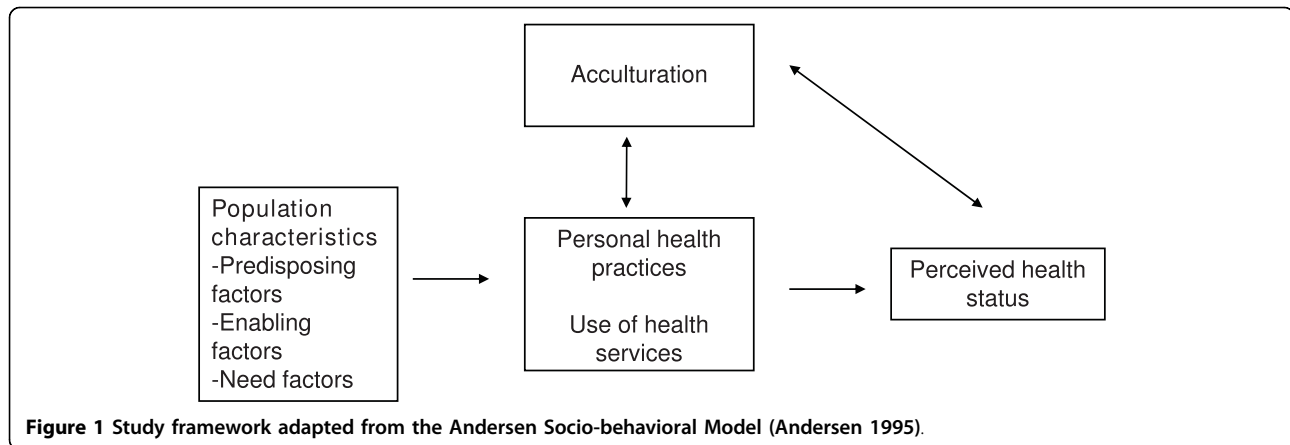 Acculturation
Population
characteristics
-Predisposing
factors
-Enabling
factors
-Need factors
Personal health
practices
Use of health
services
Perceived health
status
Figure 1 Study framework adapted from the Andersen Socio-behavioral Model (Andersen 1995).